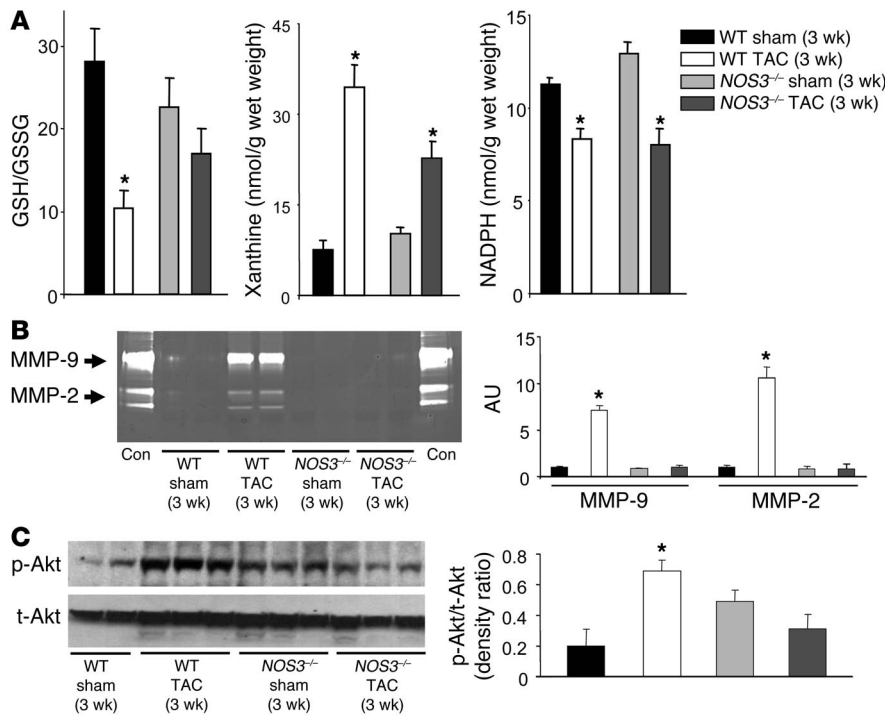 A
GSH/GSSG
30
20
10
0
Xanthine (nmol/g wet weight)
45
30
15
0
*
*
*
NADPH (nmol/g wet weight)
15
10
5
0
*
*
WT sham (3 wk)
WT TAC (3 wk)
NOS3–/– sham (3 wk)
NOS3–/– TAC (3 wk)
B
MMP-9
MMP-2
Con
WT
sham
(3 wk)
WT
TAC
(3 wk)
NOS3–/–
sham
(3 wk)
NOS3–/–
TAC
(3 wk)
Con
AU
15
10
5
0
*
*
MMP-9
MMP-2
C
p-Akt
t-Akt
WT
sham
(3 wk)
WT
TAC
(3 wk)
NOS3–/–
sham
(3 wk)
NOS3–/–
TAC
(3 wk)
p-Akt/t-Akt
(density ratio)
0.8
0.6
0.4
0.2
0
*